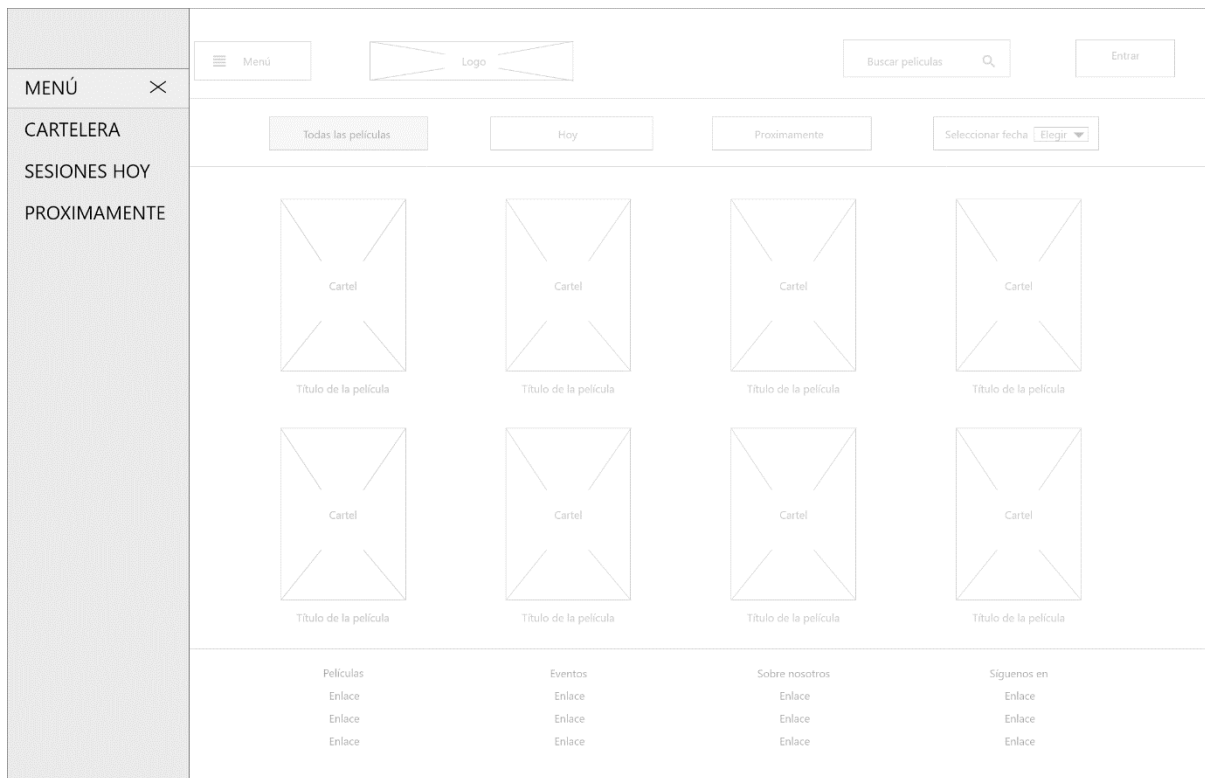 MENÚ
CARTELERA
SESIONES HOY
PROXIMAMENTE
Menú
Logo
Buscar peliculas
Entrar
Todas las películas
Hoy
Proximamente
Seleccionar fecha Elegir
Cartel
Cartel
Cartel
Cartel
Título de la película
Título de la película
Título de la película
Título de la película
Cartel
Cartel
Cartel
Cartel
Título de la película
Título de la película
Título de la película
Título de la película
Películas
Eventos
Sobre nosotros
Síguenos en
Enlace
Enlace
Enlace
Enlace
Enlace
Enlace
Enlace
Enlace
Enlace
Enlace
Enlace
Enlace